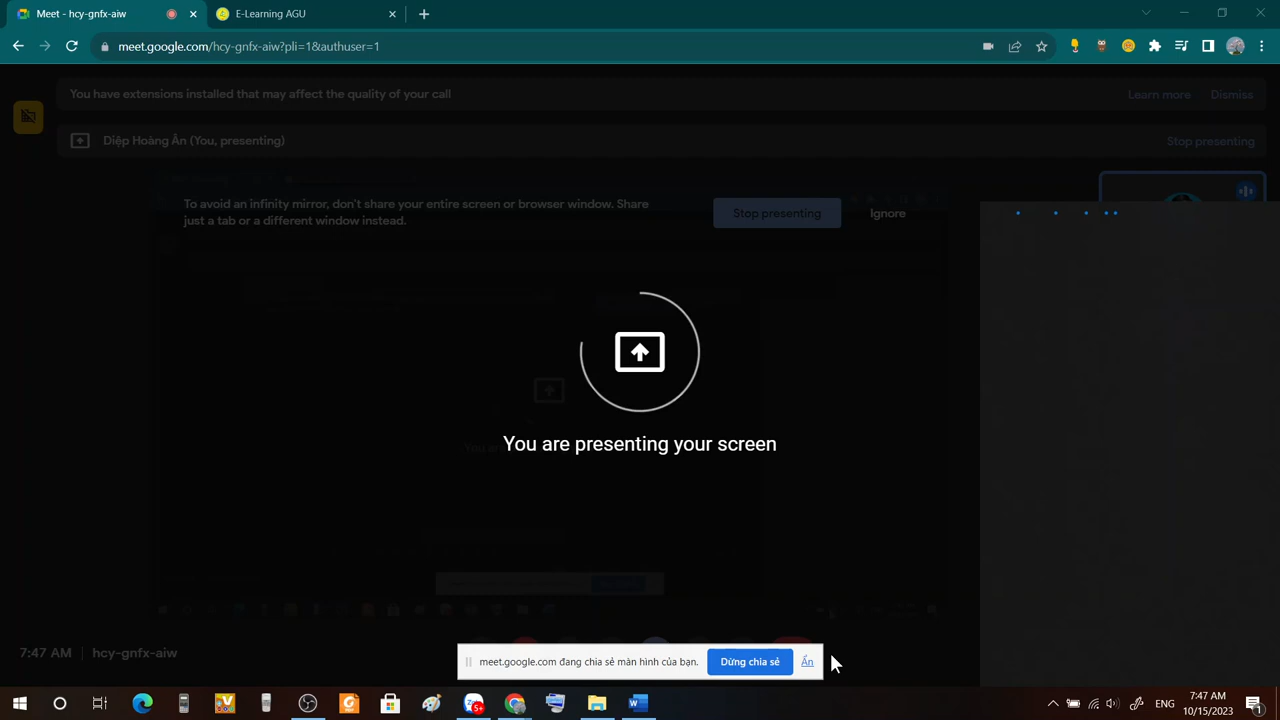 Meet - hcy-gnfx-aiw
E-Learning AGU
meet.google.com/hcy-gnfx-aiw?pli=1&authuser=1
You have extensions installed that may affect the quality of your call
Learn more
Dismiss
Diệp Hoàng Ân (You, presenting)
Stop presenting
To avoid an infinity mirror, don't share your entire screen or browser window. Share
just a tab or a different window instead.
Stop presenting
Ignore
You are presenting your screen
7:47 AM
hcy-gnfx-aiw
meet.google.com đang chia sẻ màn hình của bạn.
Dừng chia sẻ
Ẩn
5+
ENG
7:47 AM
10/15/2023
1